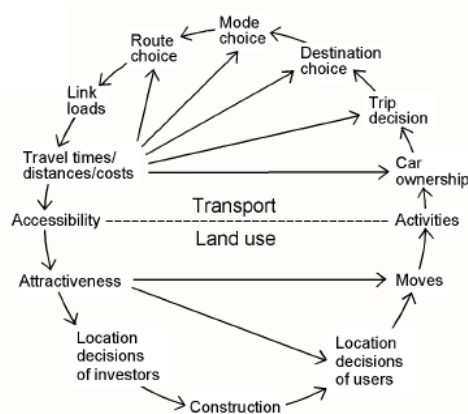 Mode
choice
Route
choice
Destination
choice
Link
loads
Trip
decision
Travel times/
distances/costs
Car
ownership
Transport
Accessibility
Activities
Land use
Attractiveness
Moves
Location
decisions
of investors
Location
decisions
of users
Construction